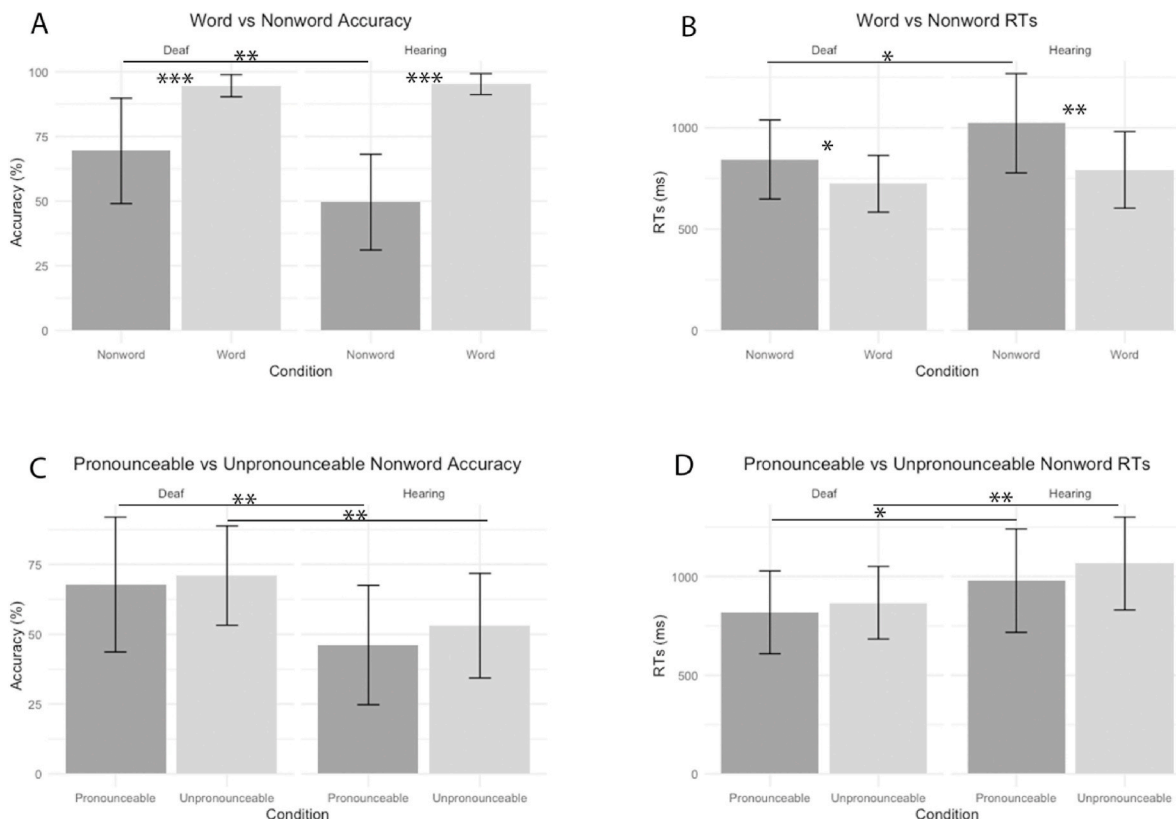 A
Word vs Nonword Accuracy
Deaf
Hearing
**
***
***
100
75
50
25
0
Accuracy (%)
Nonword
Word
Nonword
Word
Condition
B
Word vs Nonword RTs
Deaf
Hearing
*
*
**
1000
500
0
RTs (ms)
Nonword
Word
Nonword
Word
Condition
C
Pronounceable vs Unpronounceable Nonword Accuracy
Deaf
Hearing
**
**
75
50
25
0
Accuracy (%)
Pronounceable
Unpronounceable
Pronounceable
Unpronounceable
Condition
D
Pronounceable vs Unpronounceable Nonword RTs
Deaf
Hearing
**
*
1000
500
0
RTs (ms)
Pronounceable
Unpronounceable
Pronounceable
Unpronounceable
Condition